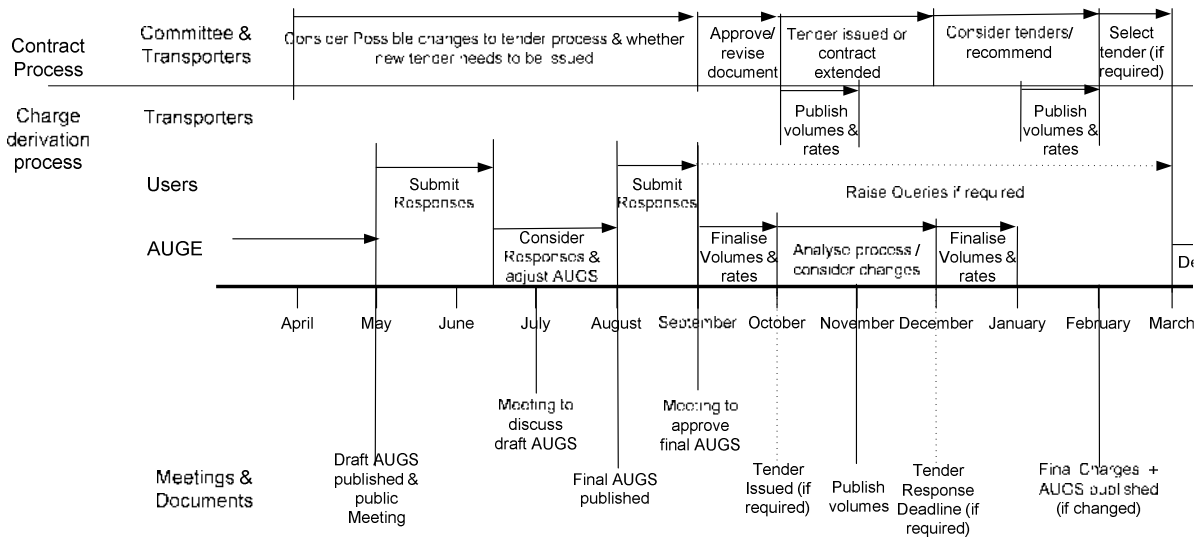 Contract
Process
Committee &
Transporters
Consider Possible changes to tender process & whether
new tender needs to be issued
Approve/
revise
document
Tender issued or
contract
extended
Consider tenders/
recommend
Select
tender (if
required)
Charge
derivation
process
Transporters
Publish
volumes &
rates
Publish
volumes &
rates
Users
Submit
Responses
Submit
Responses
Raise Queries if required
AUGE
Consider
Responses &
adjust AUGS
Finalise
Volumes &
rates
Analyse process /
consider changes
Finalise
Volumes &
rates
De
April
May
June
July
August
September
October
November
December
January
February
March
Meetings &
Documents
Draft AUGS
published &
public
Meeting
Meeting to
discuss
draft AUGS
Final AUGS
published
Meeting to
approve
final AUGS
Tender
Issued (if
required)
Publish
volumes
Tender
Response
Deadline (if
required)
Final Charges +
AUGS published
(if changed)